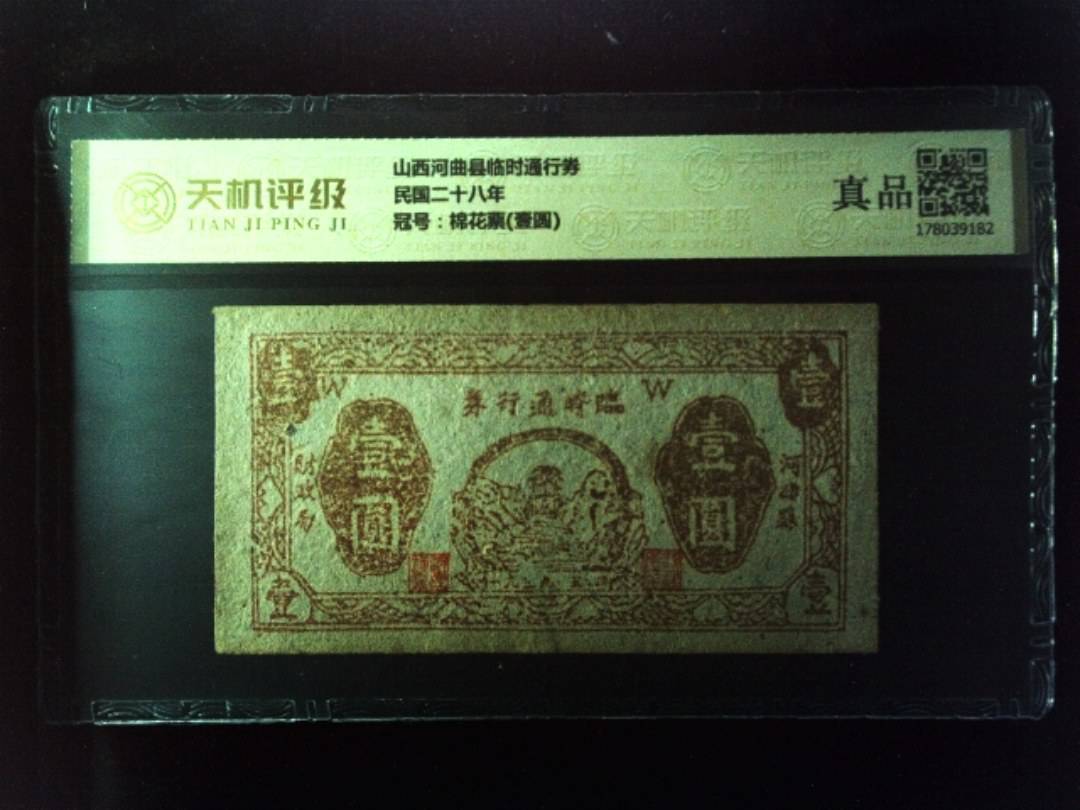 天机评级
TIAN JI PING JI
山西河曲县临时通行券
民国二十八年
冠号：棉花票(壹圆)
真品
178039182
壹
壹
W
W
臨時通行券
壹圓
壹圓
財政局
河曲縣
壹
壹